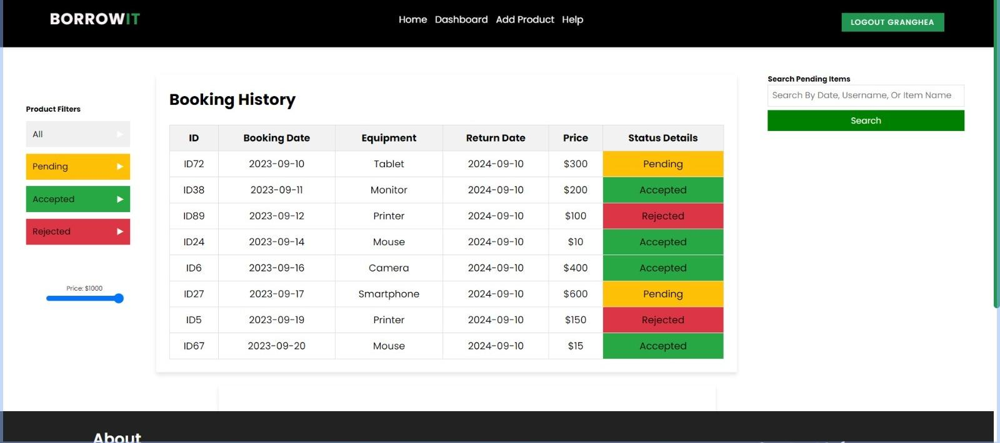 BORROWIT
Home Dashboard Add Product Help
LOGOUT GRANGHEA
Product Filters
All
Pending
Accepted
Rejected
Price: $1000
Booking History
ID Booking Date Equipment Return Date Price Status Details
ID72 2023-09-10 Tablet 2024-09-10 $300 Pending
ID38 2023-09-11 Monitor 2024-09-10 $200 Accepted
ID89 2023-09-12 Printer 2024-09-10 $100 Rejected
ID24 2023-09-14 Mouse 2024-09-10 $10 Accepted
ID6 2023-09-16 Camera 2024-09-10 $400 Accepted
ID27 2023-09-17 Smartphone 2024-09-10 $600 Pending
ID5 2023-09-19 Printer 2024-09-10 $150 Rejected
ID67 2023-09-20 Mouse 2024-09-10 $15 Accepted
Search Pending Items
Search By Date, Username, Or Item Name
Search
About